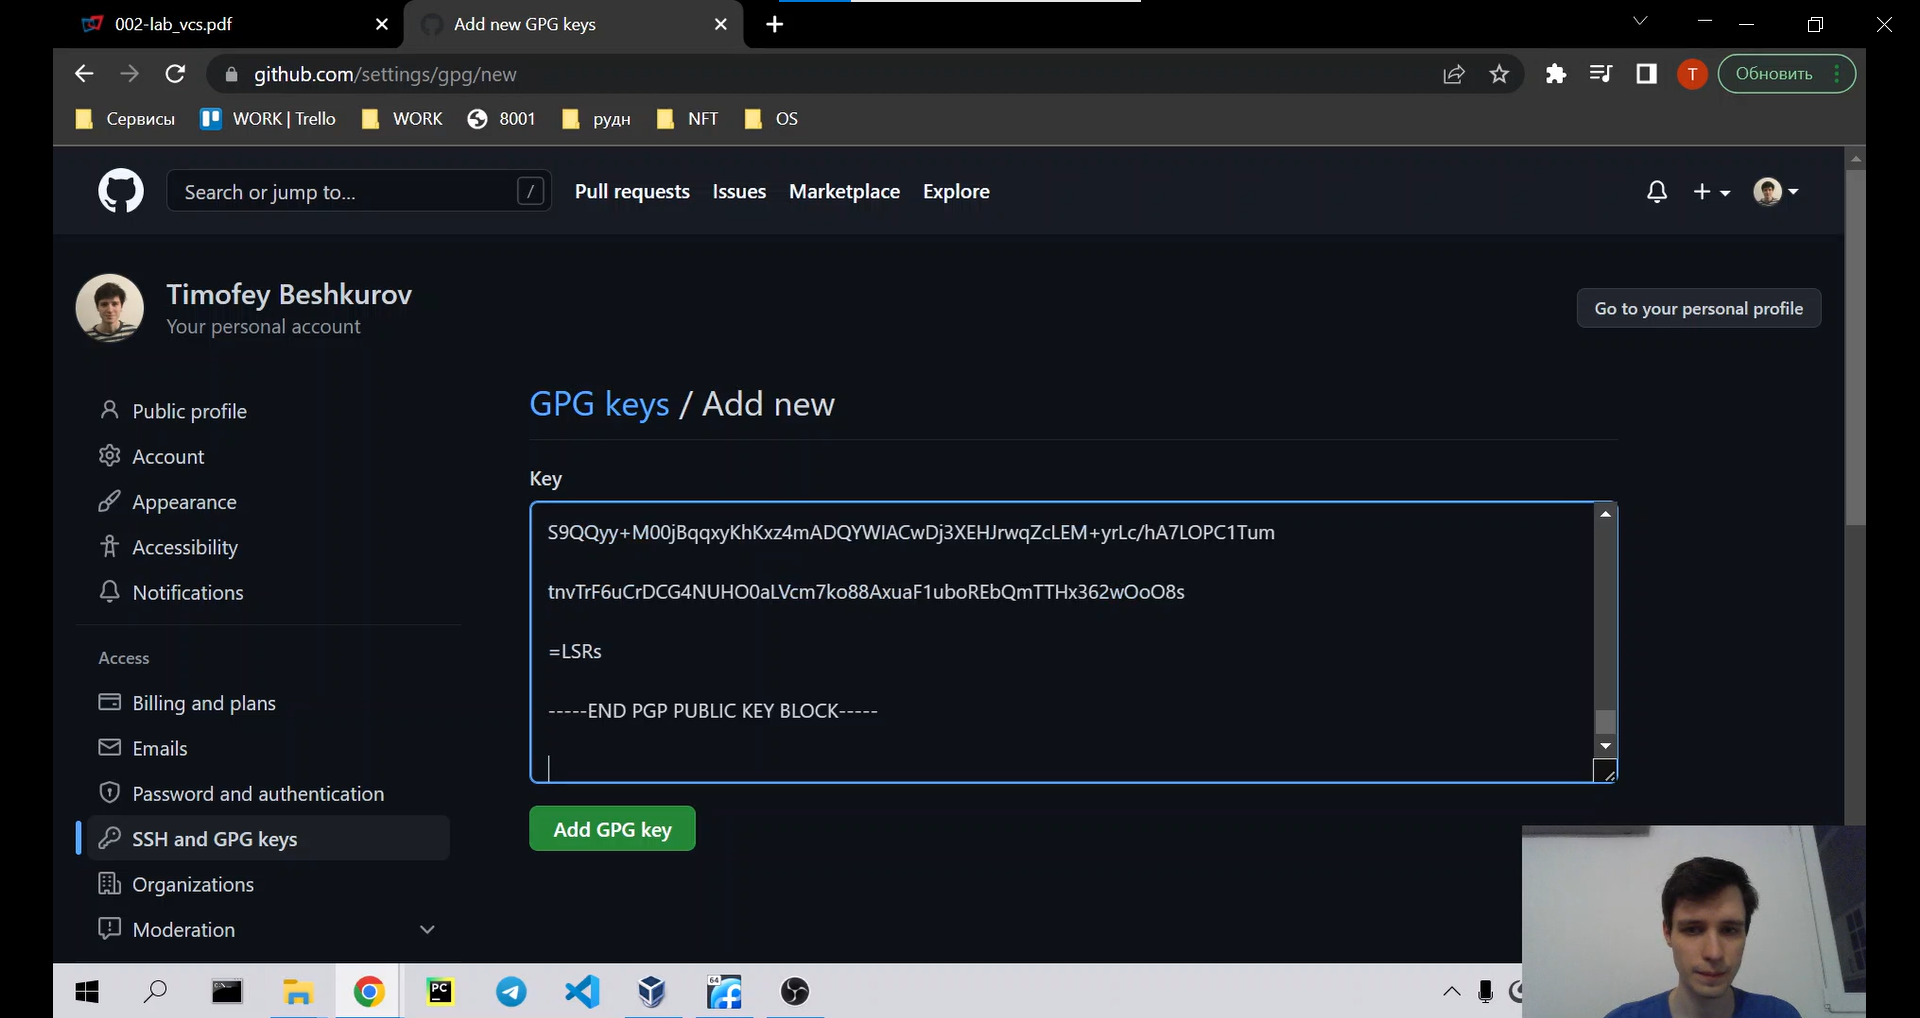 002-lab_vcs.pdf
Add new GPG keys
github.com/settings/gpg/new
T
Обновить
Сервисы
WORK | Trello
WORK
8001
рудн
NFT
OS
Search or jump to...
/
Pull requests
Issues
Marketplace
Explore
Timofey Beshkurov
Your personal account
Go to your personal profile
Public profile
Account
Appearance
Accessibility
Notifications
Access
Billing and plans
Emails
Password and authentication
SSH and GPG keys
Organizations
Moderation
GPG keys / Add new
Key
S9QQyy+M00jBqqxyKhKxz4mADQYWIACwDj3XEHJrwqZcLEM+yrLc/hA7LOPC1Tum
tnvTrF6uCrDCG4NUHO0aLVcm7ko88AxuaF1uboREbQmTTHx362wOoO8s
=LSRs
-----END PGP PUBLIC KEY BLOCK-----
Add GPG key
PC
64